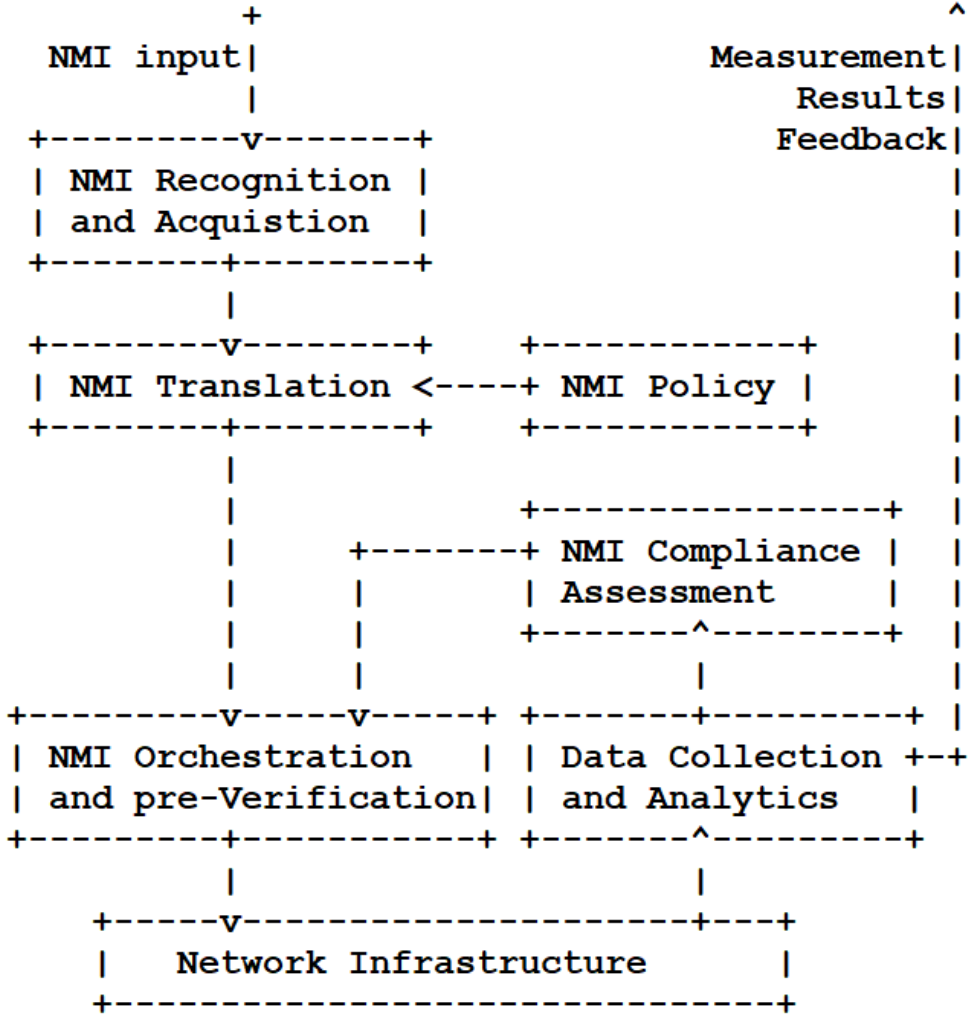 NMI input
Measurement
Results
Feedback
NMI Recognition
and Acquistion
NMI Translation
NMI Policy
NMI Compliance
Assessment
NMI Orchestration
and pre-Verification
Data Collection
and Analytics
Network Infrastructure